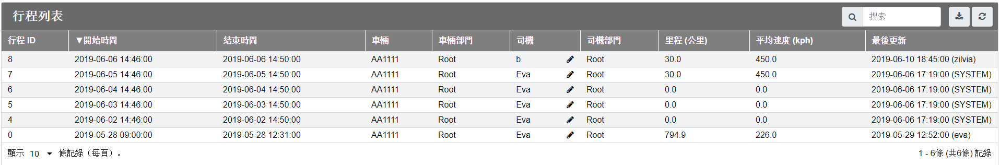 行程列表
搜索
行程 ID ▼開始時間 結束時間 車輛 車輛部門 司機 司機部門 里程 (公里) 平均速度 (kph) 最後更新
8 2019-06-06 14:46:00 2019-06-06 14:50:00 AA1111 Root b Root 30.0 450.0 2019-06-10 18:45:00 (zilvia)
7 2019-06-05 14:46:00 2019-06-05 14:50:00 AA1111 Root Eva Root 30.0 450.0 2019-06-06 17:19:00 (SYSTEM)
6 2019-06-04 14:46:00 2019-06-04 14:50:00 AA1111 Root Eva Root 0.0 0.0 2019-06-06 17:19:00 (SYSTEM)
5 2019-06-03 14:46:00 2019-06-03 14:50:00 AA1111 Root Eva Root 0.0 0.0 2019-06-06 17:19:00 (SYSTEM)
4 2019-06-02 14:46:00 2019-06-02 14:50:00 AA1111 Root Eva Root 0.0 0.0 2019-06-06 17:19:00 (SYSTEM)
0 2019-05-28 09:00:00 2019-05-28 12:31:00 AA1111 Root Eva Root 794.9 226.0 2019-05-29 12:52:00 (eva)
顯示 10 條記錄（每頁）。 1 - 6條 (共6條) 記錄